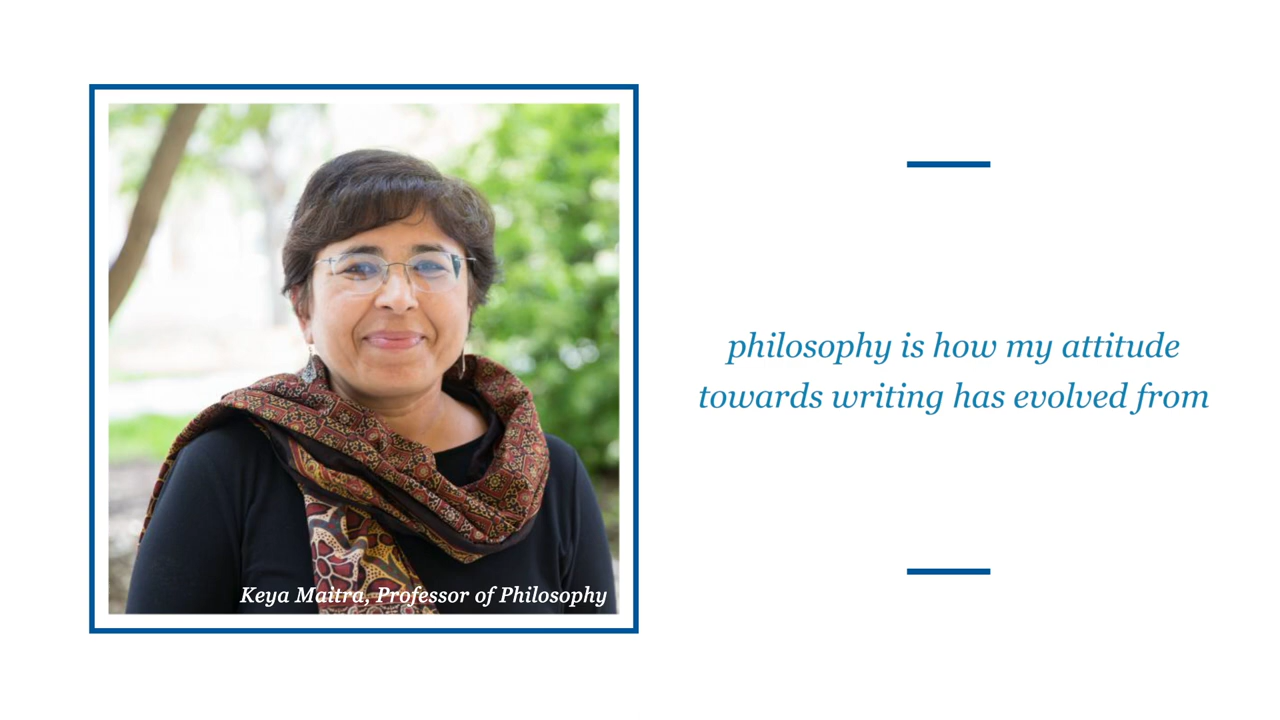 Keya Maitra, Professor of Philosophy
philosophy is how my attitude
towards writing has evolved from